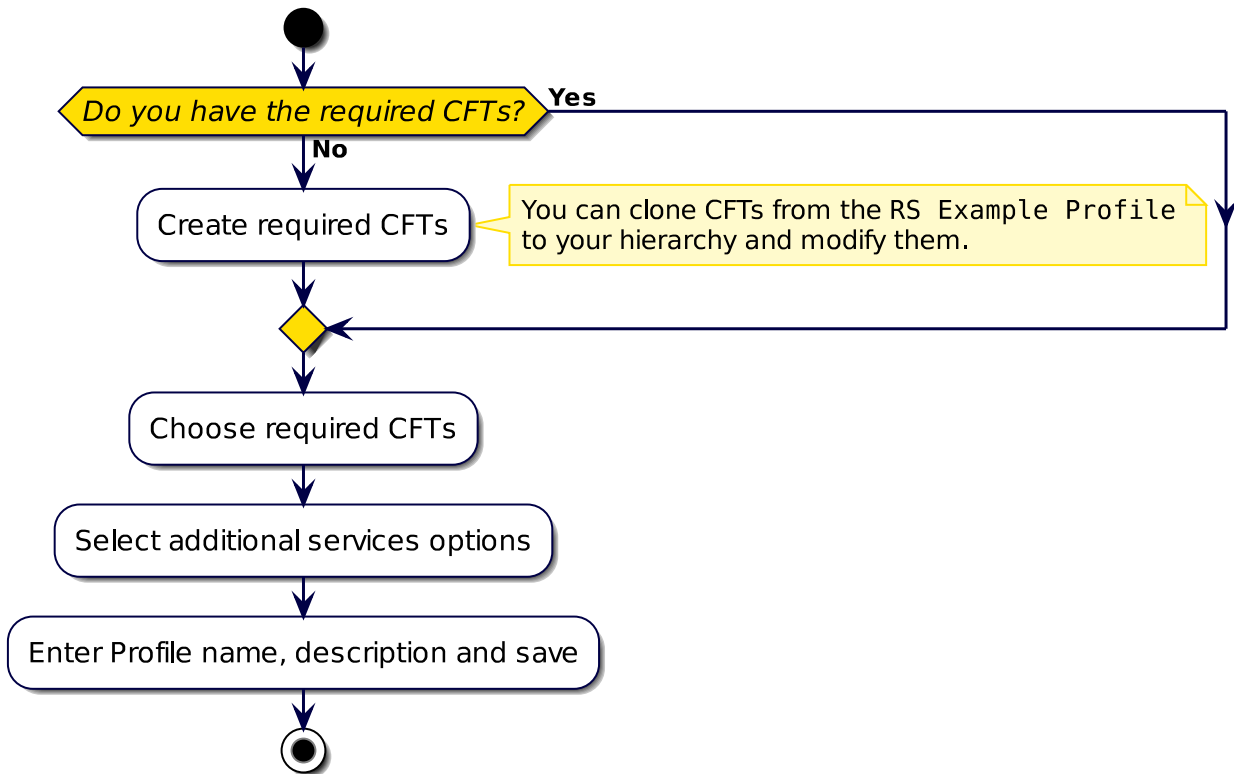 Do you have the required CFTs?
Yes
No
Create required CFTs
You can clone CFTs from the RS Example Profile
to your hierarchy and modify them.
Choose required CFTs
Select additional services options
Enter Profile name, description and save